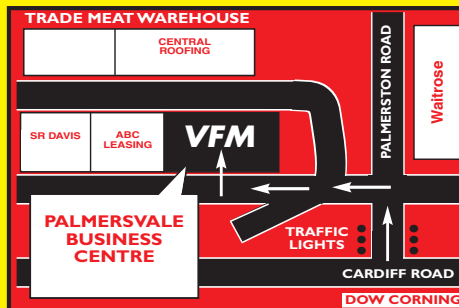 TRADE MEAT WAREHOUSE
CENTRAL
ROOFING
PALMERSTON ROAD
Waitrose
SR DAVIS
ABC
LEASING
VFM
PALMERSVALE
BUSINESS
CENTRE
TRAFFIC
LIGHTS
CARDIFF ROAD
DOW CORNING